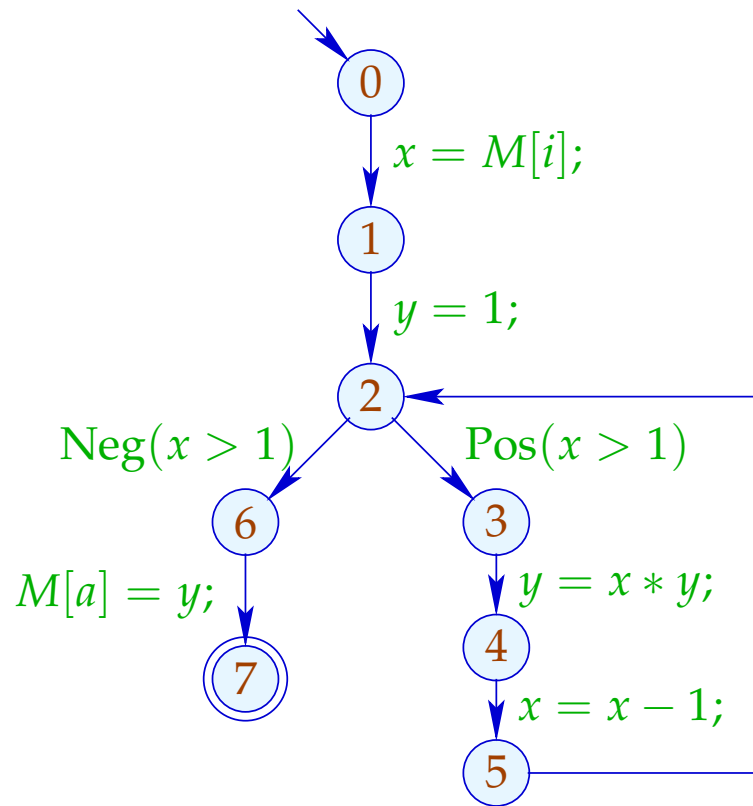 0
x = M[i];
1
y = 1;
2
Neg(x > 1)
Pos(x > 1)
6
3
M[a] = y;
y = x ∗ y;
4
7
x = x − 1;
5